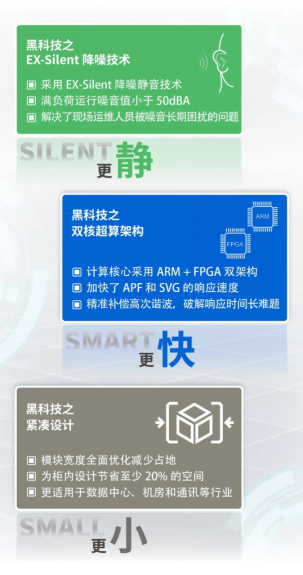 黑科技之
EX-Silent 降噪技术
采用 EX-Silent 降噪静音技术
满负荷运行噪音值小于 50dBA
解决了现场运维人员被噪音长期困扰的问题
SILENT
更静
黑科技之
双核超算架构
ARM
FPGA
计算核心采用 ARM + FPGA 双架构
加快了 APF 和 SVG 的响应速度
精准补偿高次谐波，破解响应时间长难题
SMART
更快
黑科技之
紧凑设计
模块宽度全面优化减少占地
为柜内设计节省至少 20% 的空间
更适用于数据中心、机房和通讯等行业
SMALL
更小